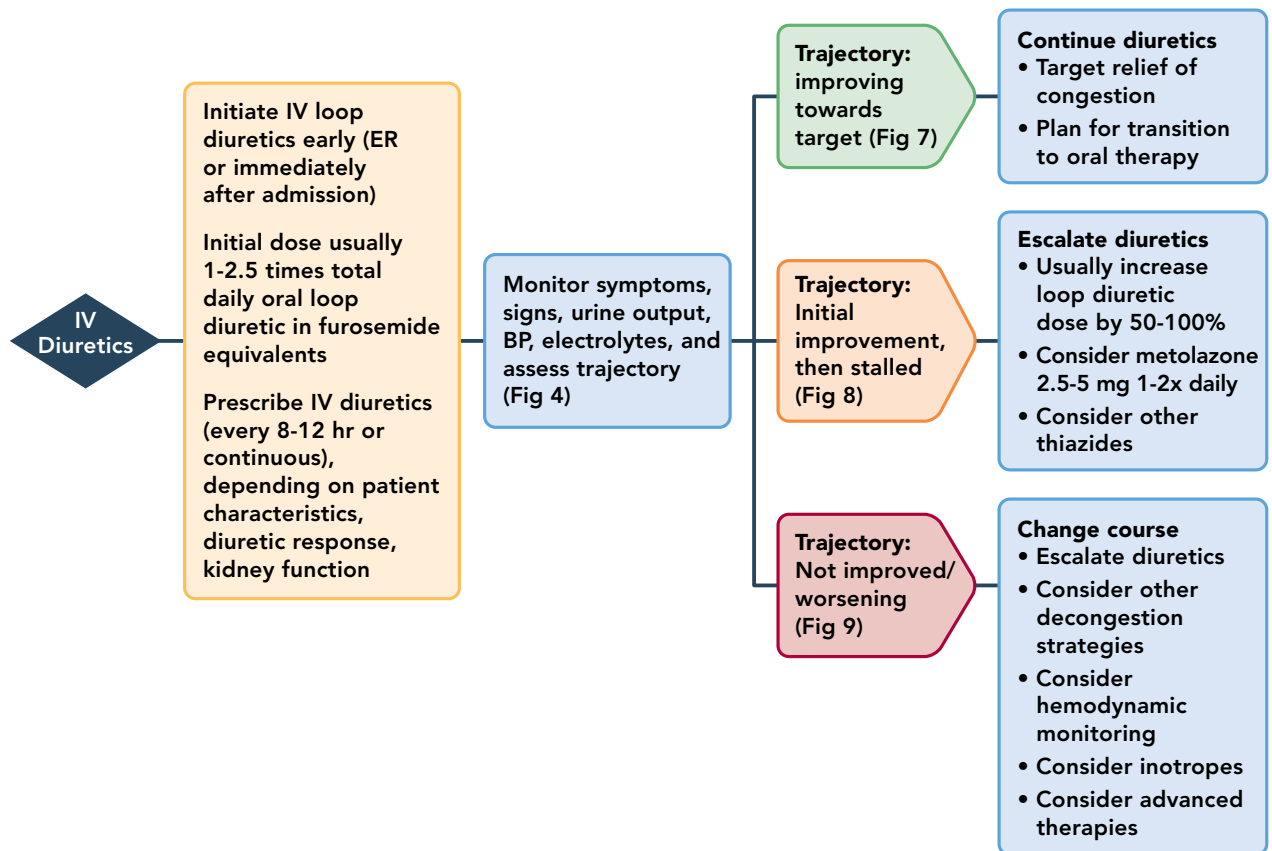 IV
Diuretics
Initiate IV loop
diuretics early (ER
or immediately
after admission)
Initial dose usually
1-2.5 times total
daily oral loop
diuretic in furosemide
equivalents
Prescribe IV diuretics
(every 8-12 hr or
continuous),
depending on patient
characteristics,
diuretic response,
kidney function
Monitor symptoms,
signs, urine output,
BP, electrolytes, and
assess trajectory
(Fig 4)
Trajectory:
improving
towards
target (Fig 7)
Continue diuretics
• Target relief of
congestion
• Plan for transition
to oral therapy
Trajectory:
Initial
improvement,
then stalled
(Fig 8)
Escalate diuretics
• Usually increase
loop diuretic
dose by 50-100%
• Consider metolazone
2.5-5 mg 1-2x daily
• Consider other
thiazides
Trajectory:
Not improved/
worsening
(Fig 9)
Change course
• Escalate diuretics
• Consider other
decongestion
strategies
• Consider
hemodynamic
monitoring
• Consider inotropes
• Consider advanced
therapies